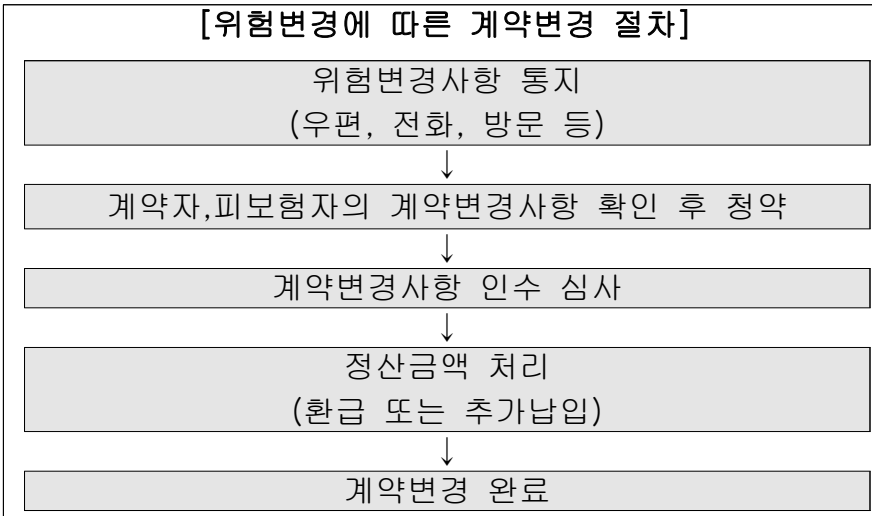 [위험변경에 따른 계약변경 절차]
위험변경사항 통지
(우편, 전화, 방문 등)
↓
계약자,피보험자의 계약변경사항 확인 후 청약
↓
계약변경사항 인수 심사
↓
정산금액 처리
(환급 또는 추가납입)
↓
계약변경 완료